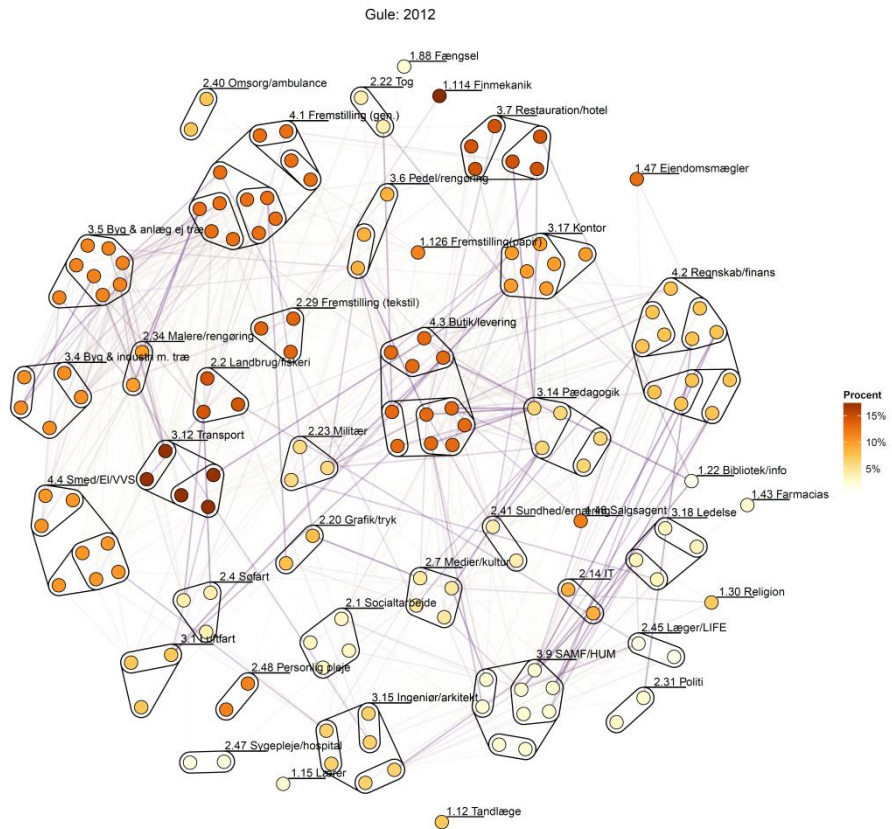 Gule: 2012
1.88 Fængsel
2.22 Tog
2.40 Omsorg/ambulance
1.114 Finmekanik
3.7 Restauration/hotel
4.1 Fremstilling (gen.)
1.47 Ejendomsmægler
3.6 Pedel/rengøring
3.5 Byg & anlæg ej træ
3.17 Kontor
1.126 Fremstilling(papir)
4.2 Regnskab/finans
2.29 Fremstilling (tekstil)
4.3 Butik/levering
2.34 Malere/rengøring
3.4 Byg & industri m. træ
2.2 Landbrug/fiskeri
3.14 Pædagogik
Procent
15%
10%
5%
3.12 Transport
2.23 Militær
4.4 Smed/El/VVS
1.22 Bibliotek/info
1.43 Farmacias
2.41 Sundhed/ernæring
1.46 Salgsagent
3.18 Ledelse
2.20 Grafik/tryk
2.7 Medier/kultur
2.14 IT
2.4 Søfart
1.30 Religion
2.1 Socialtarbejde
2.45 Læger/LIFE
3.1 Luftfart
3.9 SAMF/HUM
2.48 Personlig pleje
2.31 Politi
3.15 Ingeniør/arkitekt
2.47 Sygepleje/hospital
1.15 Lærer
1.12 Tandlæge